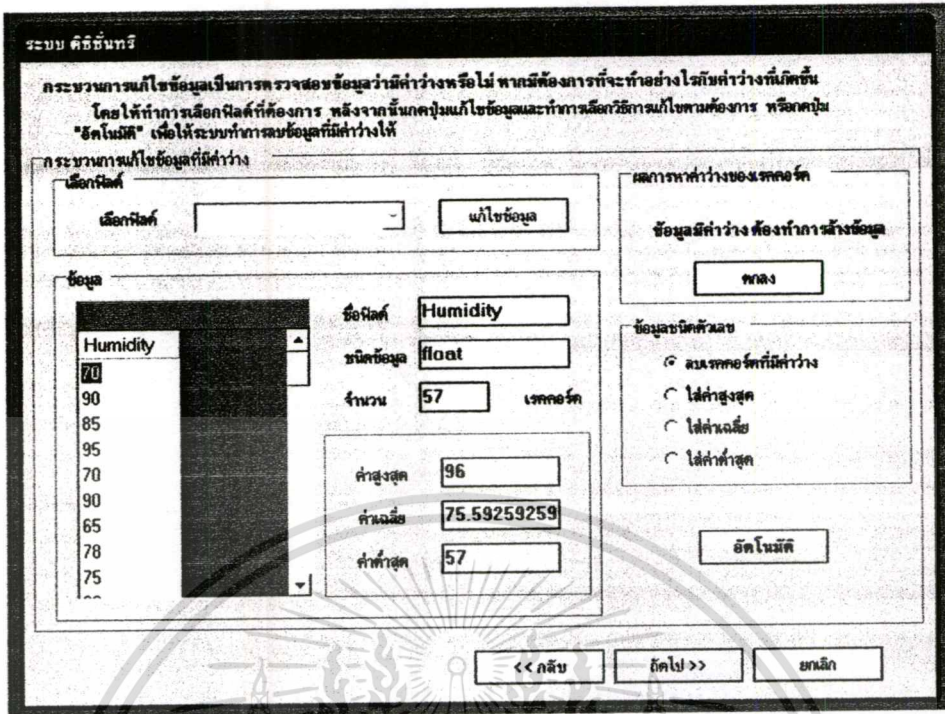 ระบบ ดิซิชั่นทรี
กระบวนการแก้ไขข้อมูลเป็นการตรวจสอบข้อมูลว่ามีค่าว่างหรือไม่ หากมีต้องการที่จะทำอย่างไรกับค่าว่างที่เกิดขึ้น
โดยให้ทำการเลือกฟิลด์ที่ต้องการ หลังจากนั้นกดปุ่มแก้ไขข้อมูลและทำการเลือกวิธีการแก้ไขตามต้องการ หรือกดปุ่ม
"อัตโนมัติ" เพื่อให้ระบบทำการลบข้อมูลที่มีค่าว่างให้
กระบวนการแก้ไขข้อมูลที่มีค่าว่าง
เลือกฟิลด์
เลือกฟิลด์
แก้ไขข้อมูล
ผลการหาค่าว่างของเรคคอร์ด
ข้อมูลมีค่าว่าง ต้องทำการล้างข้อมูล
ตกลง
ข้อมูล
Humidity
70
90
85
95
70
90
65
78
75
ชื่อฟิลด์ Humidity
ชนิดข้อมูล float
จำนวน 57 เรคคอร์ด
ค่าสูงสุด 96
ค่าเฉลี่ย 75.59259259
ค่าต่ำสุด 57
ข้อมูลชนิดตัวเลข
ลบเรคคอร์ดที่มีค่าว่าง
ใส่ค่าสูงสุด
ใส่ค่าเฉลี่ย
ใส่ค่าต่ำสุด
อัตโนมัติ
<< กลับ
ถัดไป >>
ยกเลิก